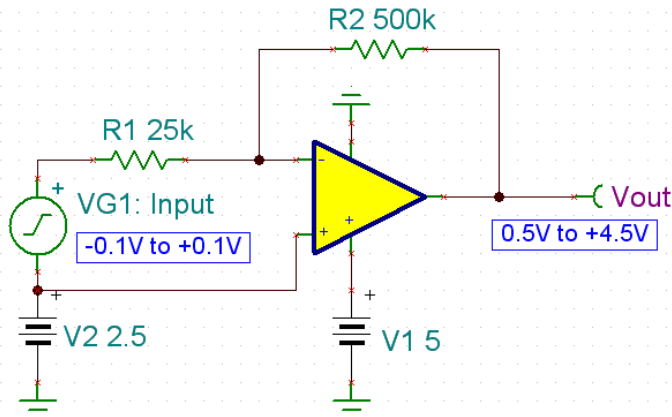 R2 500k
R1 25k
VG1: Input
-0.1V to +0.1V
Vout
0.5V to +4.5V
V2 2.5
V1 5